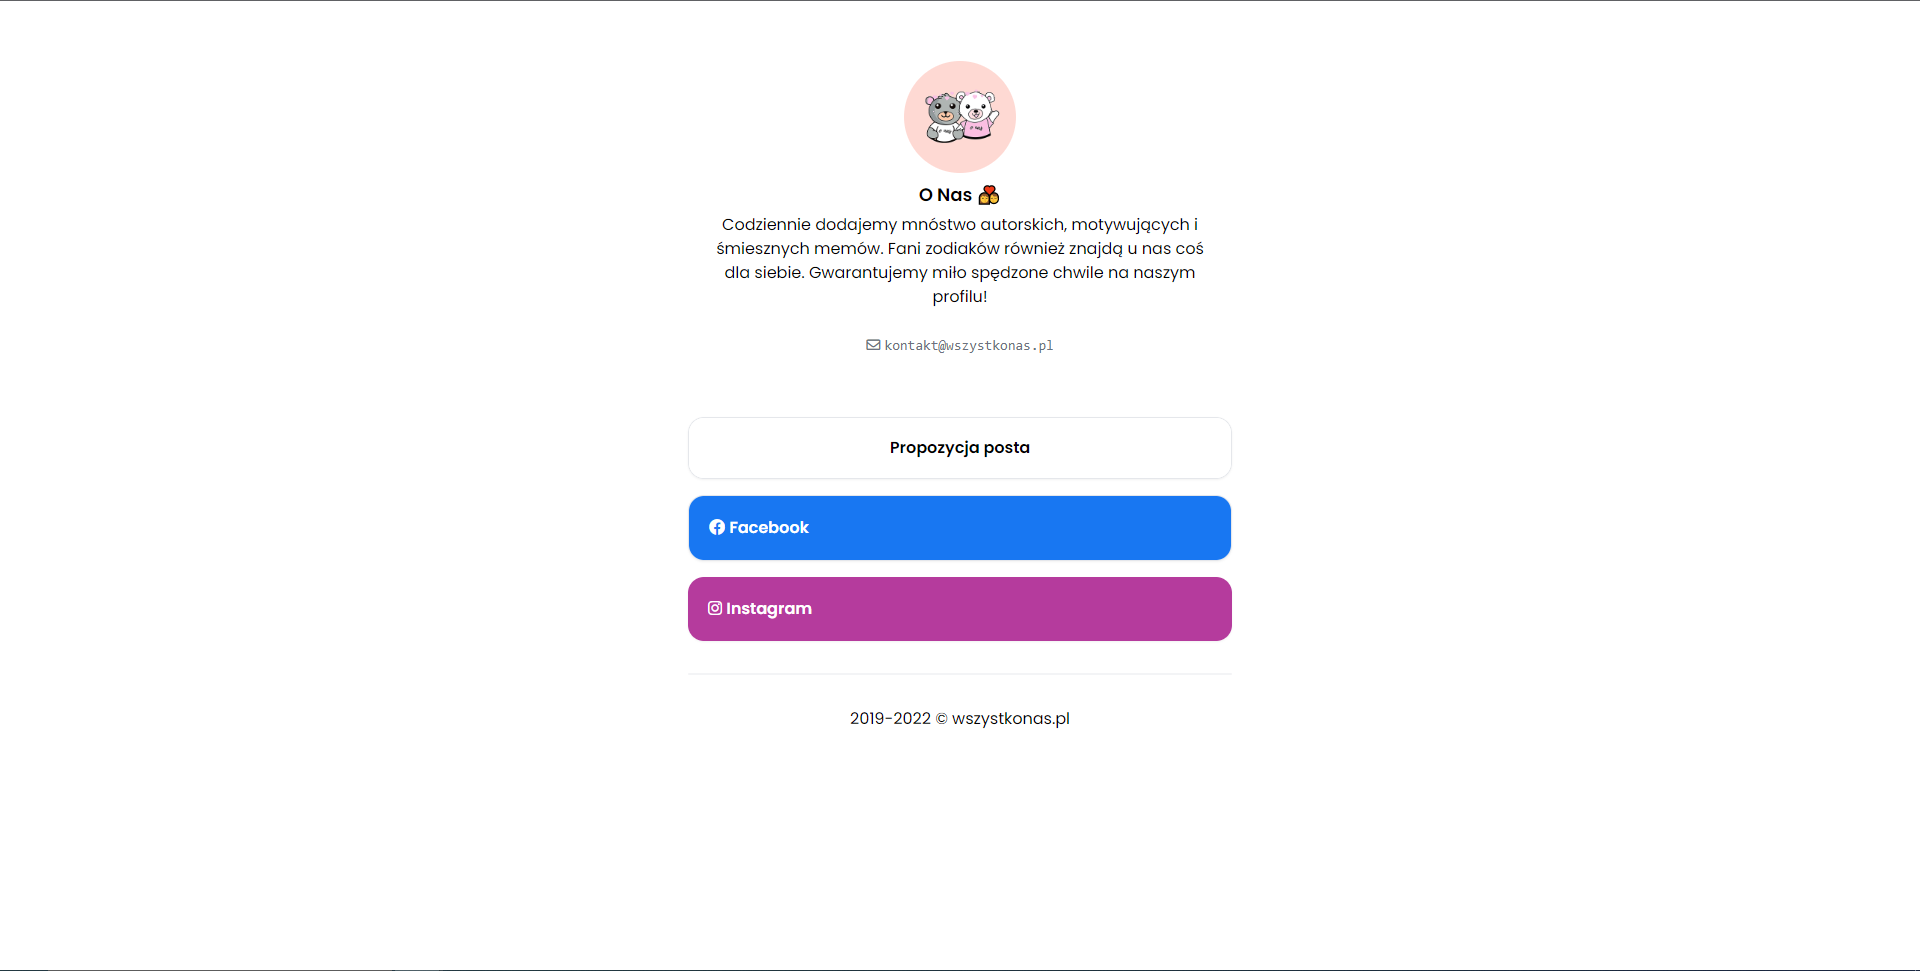 O Nas
Codziennie dodajemy mnóstwo autorskich, motywujących i
śmiesznych memów. Fani zodiaków również znajdą u nas coś
dla siebie. Gwarantujemy miło spędzone chwile na naszym
profilu!
kontakt@wszystkonas.pl
Propozycja posta
Facebook
Instagram
2019-2022 © wszystkonas.pl